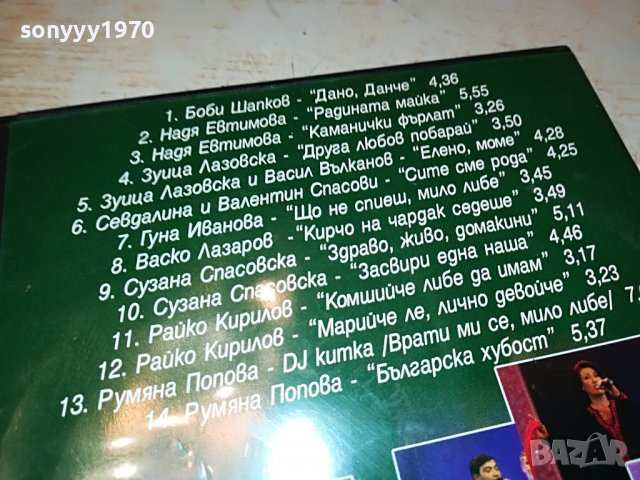 sonyyy1970
1. Боби Шапков - "Дано, Данче" 4,36
2. Надя Евтимова - "Радината майка" 5,55
3. Надя Евтимова - "Каманички фърлат" 3,26
4. Зуица Лазовска - "Друга любов побарай" 3,50
5. Зуица Лазовска и Васил Вълканов - "Елено, моме" 4,28
6. Севдалина и Валентин Спасови - "Сите сме рода" 4,25
7. Гуна Иванова - "Що не спиеш, мило либе" 3,45
8. Васко Лазаров - "Кирчо на чардак седеше" 3,49
9. Сузана Спасовска - "Здраво, живо, домакини" 5,11
10. Сузана Спасовска - "Засвири една наша" 4,46
11. Райко Кирилов - "Комшийче либе да имам" 3,17
12. Райко Кирилов - "Марийче ле, лично девойче" 3,23
13. Румяна Попова - DJ китка /Врати ми се, мило либе/
14. Румяна Попова - "Българска хубост" 5,37
BAZAR